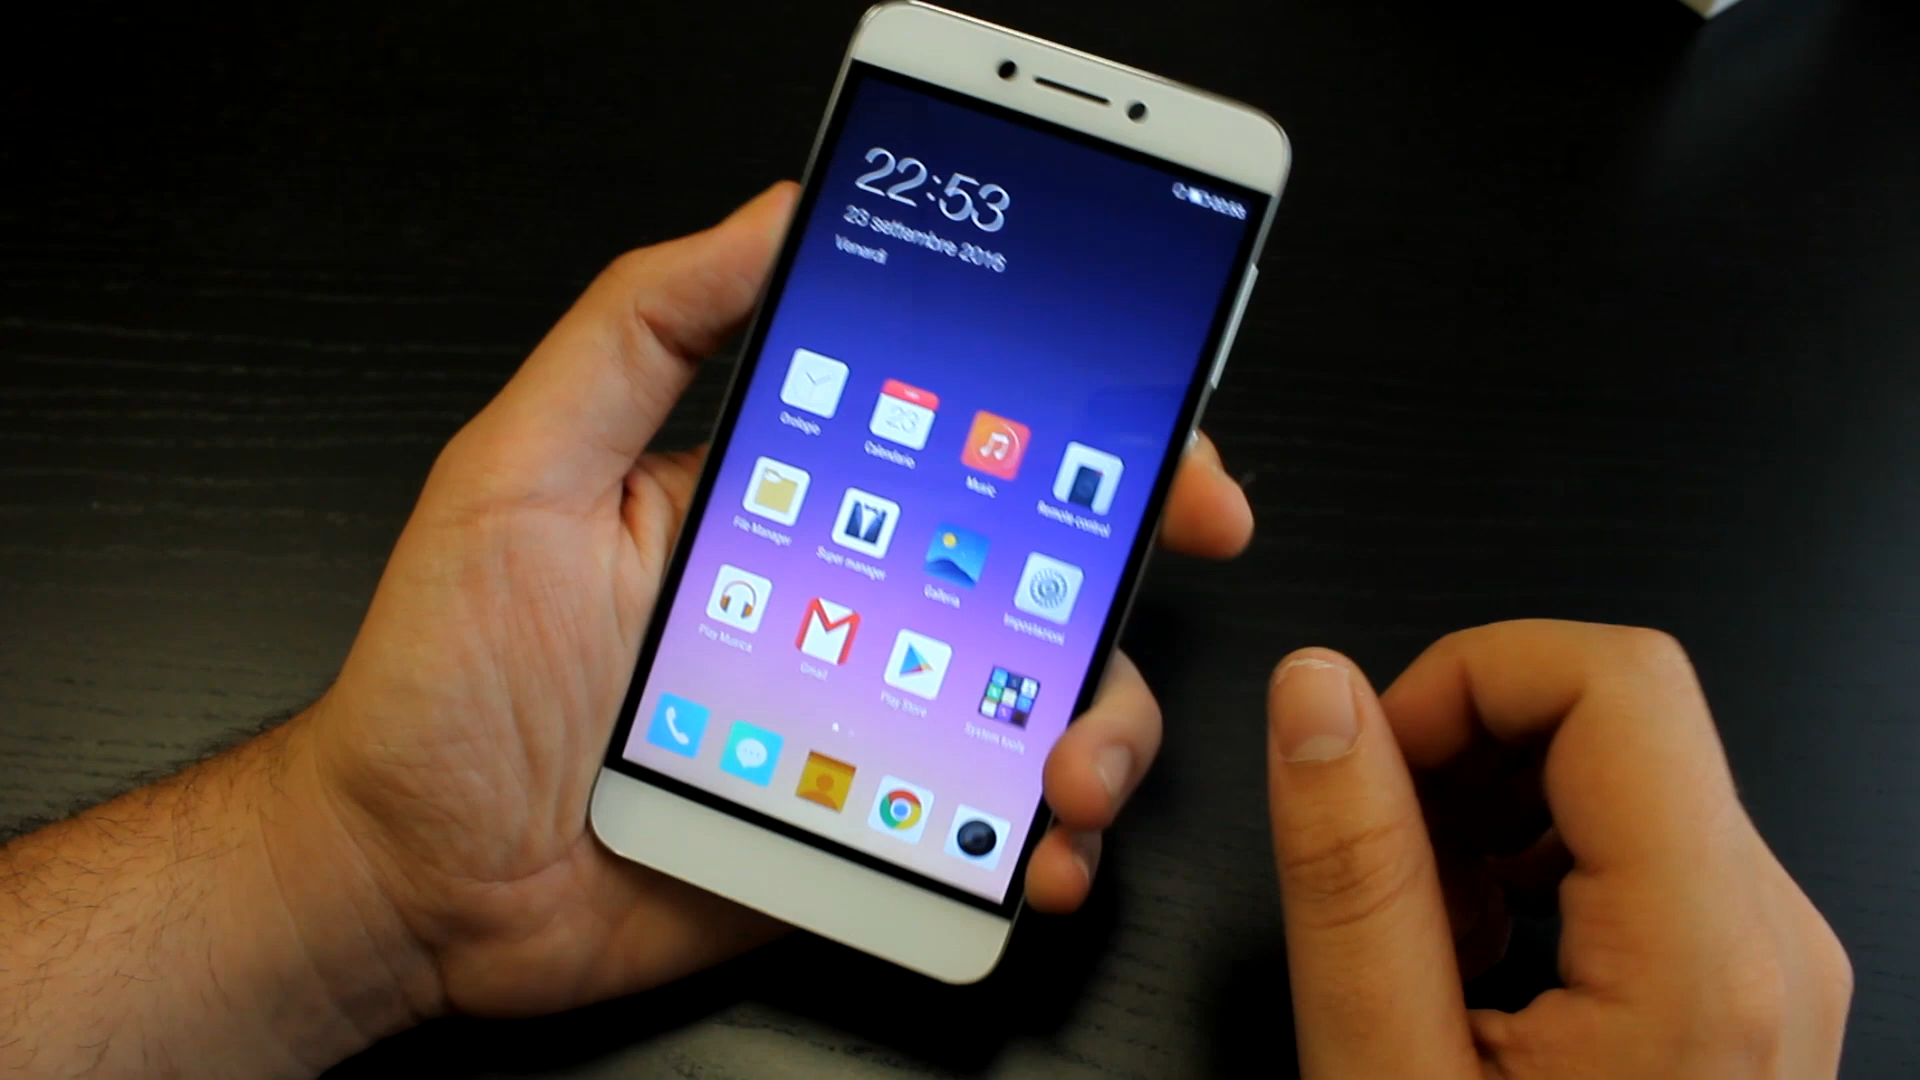 22:53
23 settembre 2016
Venerdì
Orologio
Calendario
23
Music
Remote control
File Manager
Super manager
Galleria
Impostazioni
Play Musica
Gmail
Play Store
System tools